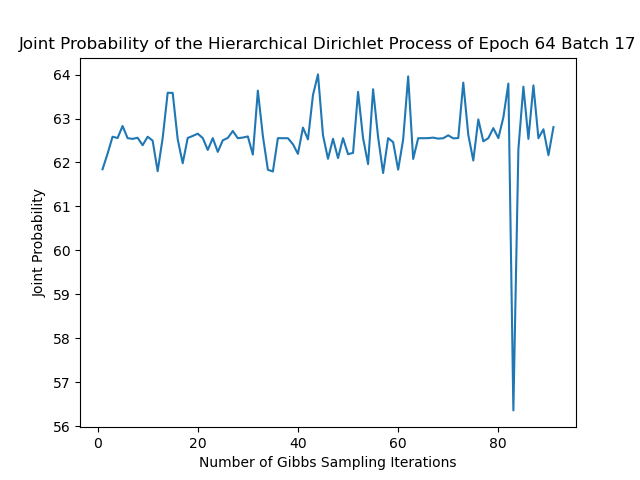 Joint Probability of the Hierarchical Dirichlet Process of Epoch 64 Batch 17
64
63
62
61
60
59
58
57
56
Joint Probability
0 20 40 60 80
Number of Gibbs Sampling Iterations